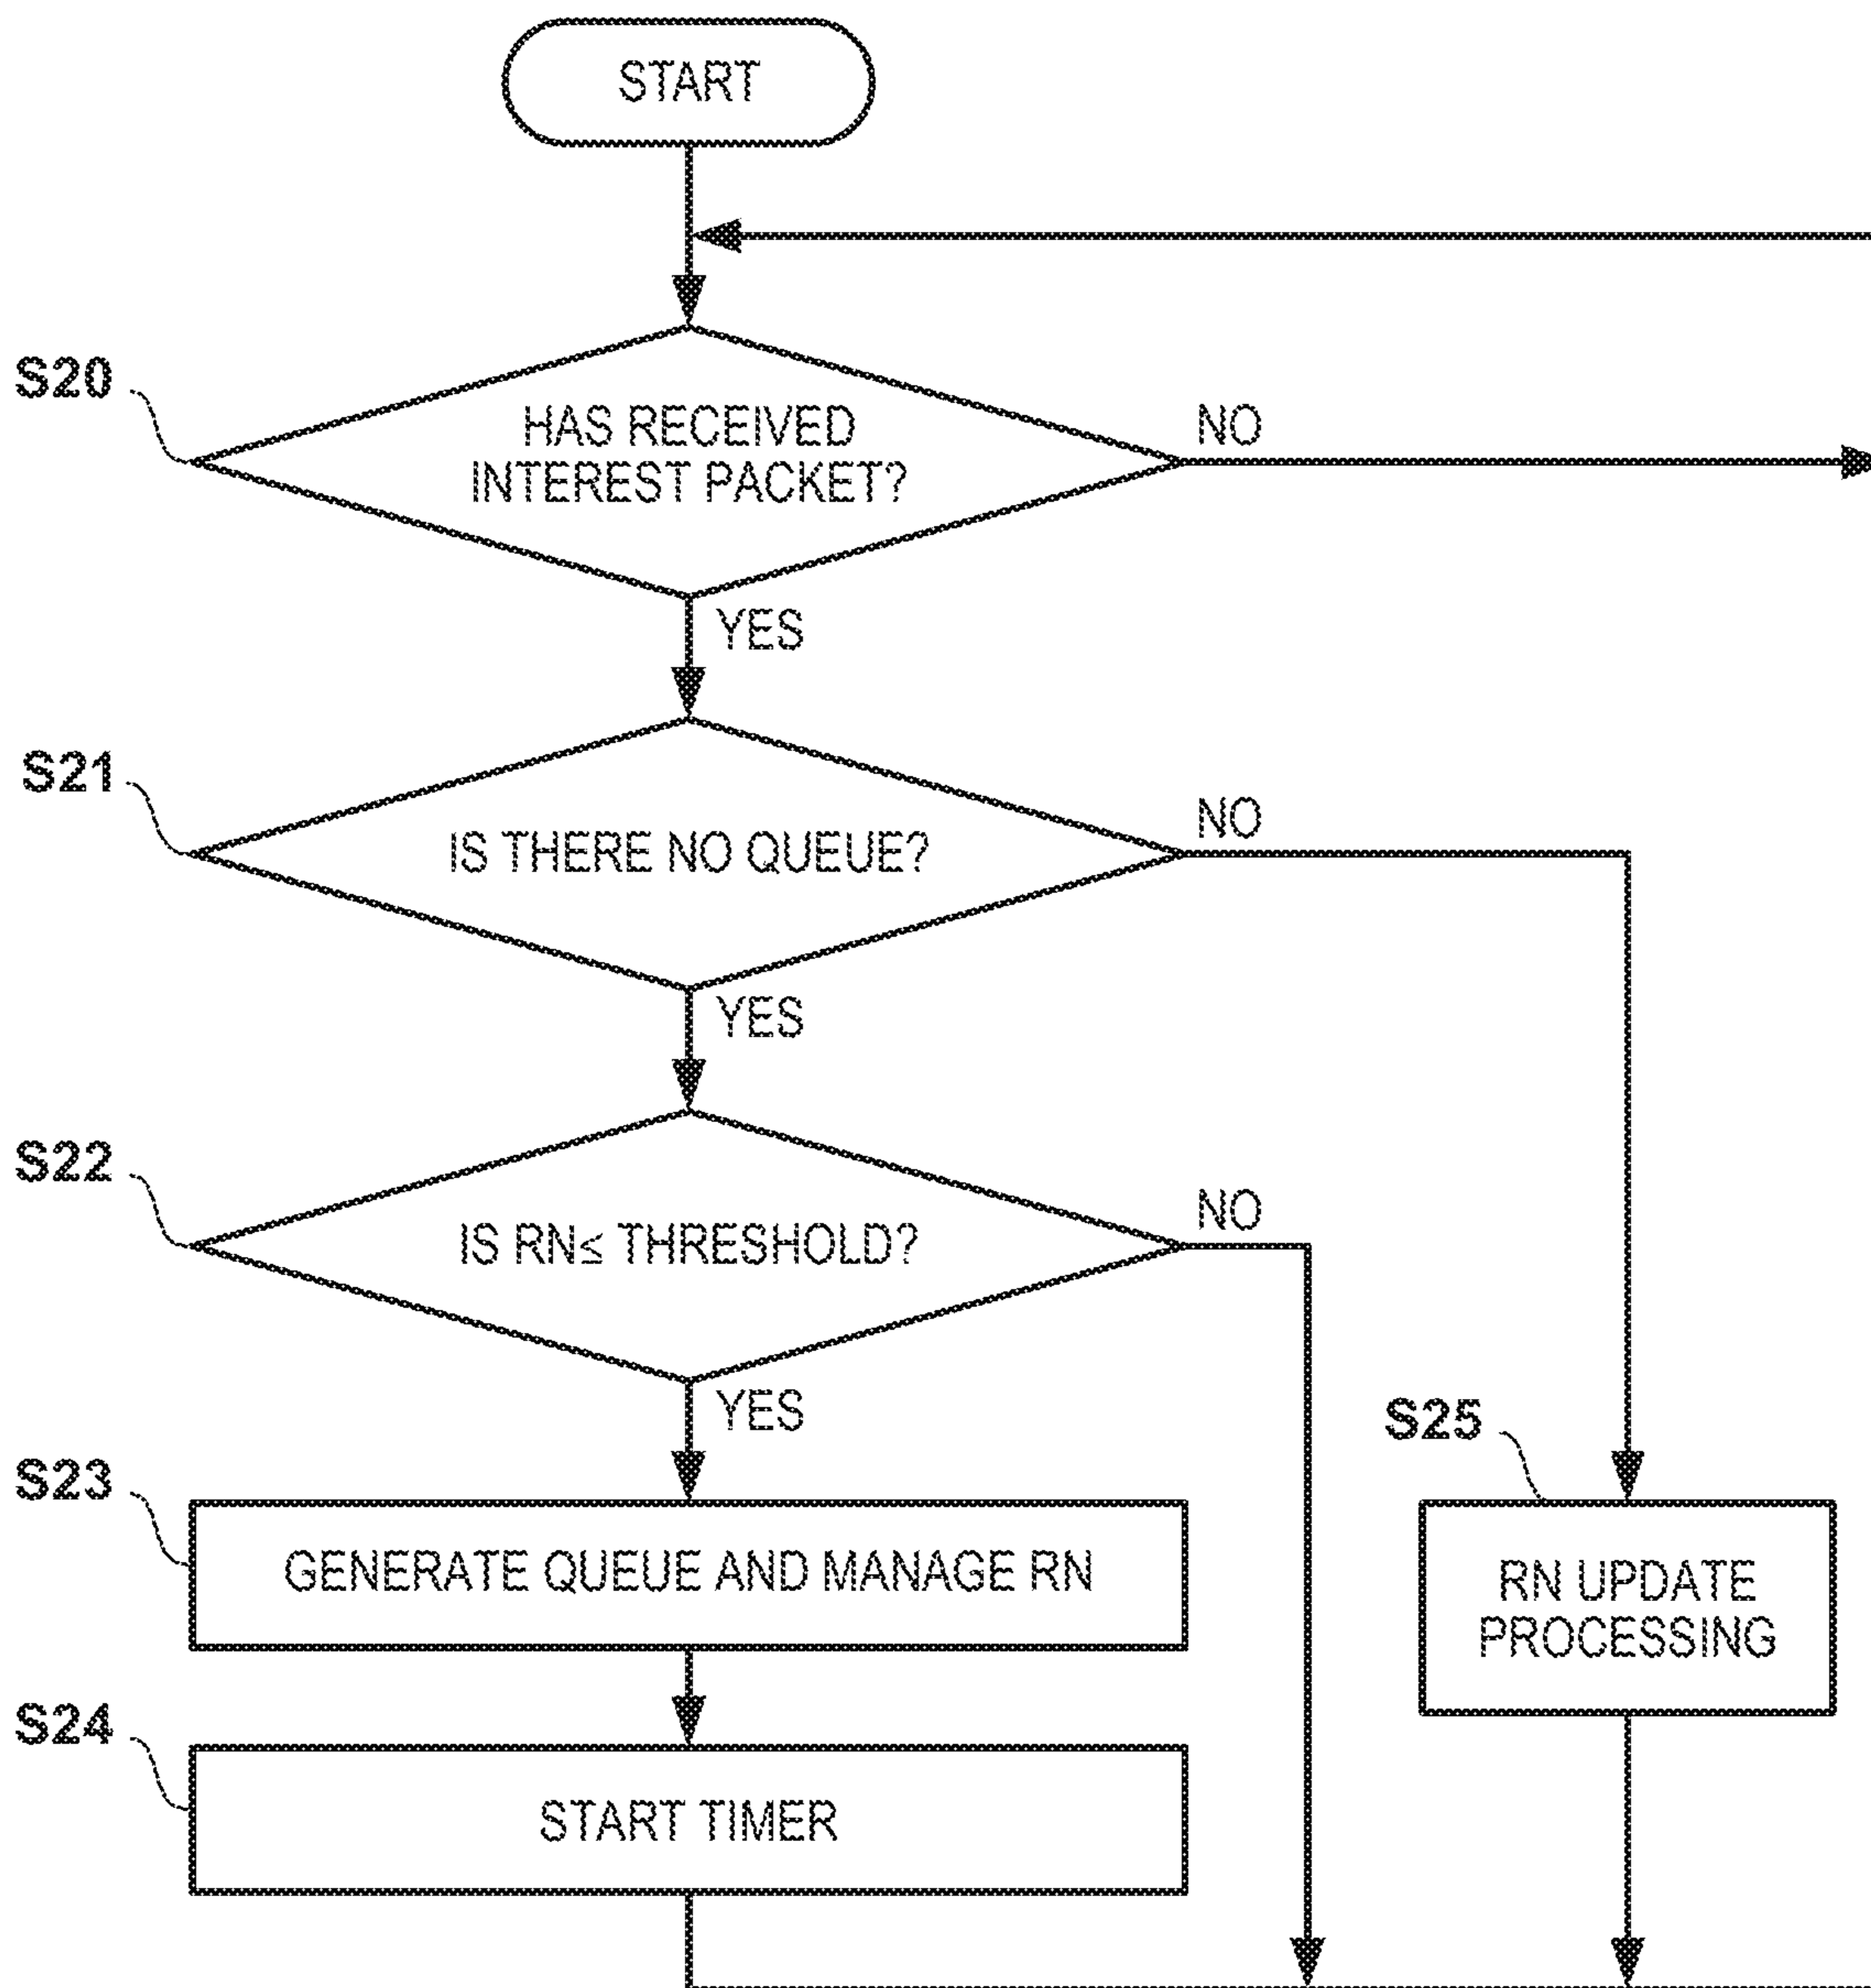 START
S20
HAS RECEIVED
INTEREST PACKET?
NO
YES
S21
IS THERE NO QUEUE?
NO
YES
S22
IS RN≤ THRESHOLD?
NO
YES
S23
GENERATE QUEUE AND MANAGE RN
S25
RN UPDATE
PROCESSING
S24
START TIMER